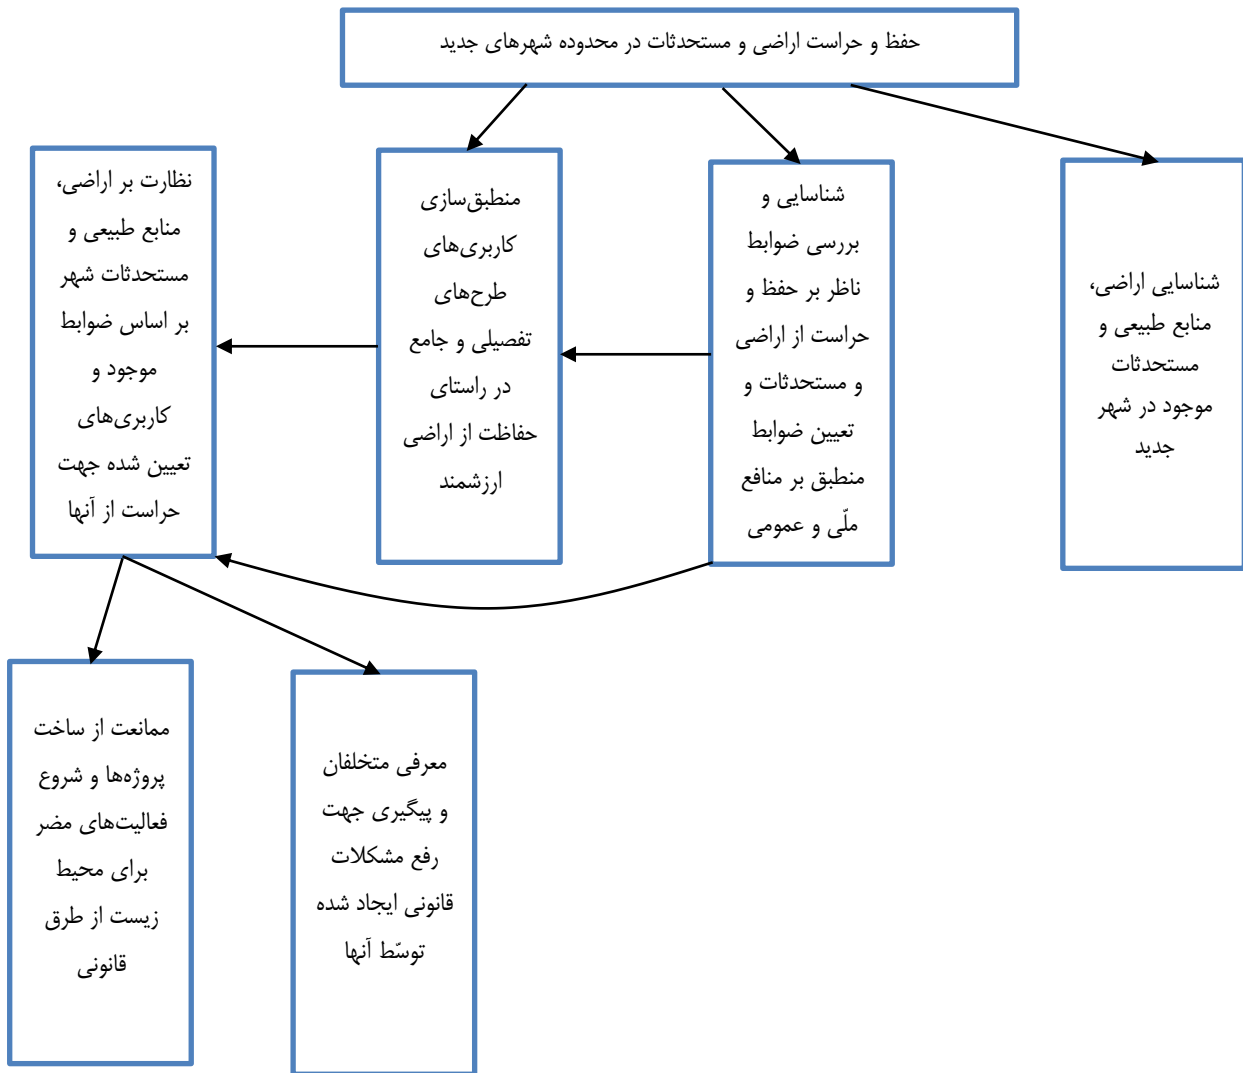 حفظ و حراست اراضی و مستحدثات در محدوده شهرهای جدید
شناسایی اراضی،
منابع طبیعی و
مستحدثات
موجود در شهر
جدید
شناسایی و
بررسی ضوابط
ناظر بر حفظ و
حراست از اراضی
و مستحدثات و
تعیین ضوابط
منطبق بر منافع
ملّی و عمومی
منطبق‌سازی
کاربری‌های
طرح‌های
تفصیلی و جامع
در راستای
حفاظت از اراضی
ارزشمند
نظارت بر اراضی،
منابع طبیعی و
مستحدثات شهر
بر اساس ضوابط
موجود و
کاربری‌های
تعیین شده جهت
حراست از آنها
معرفی متخلفان
و پیگیری جهت
رفع مشکلات
قانونی ایجاد شده
توسّط آنها
ممانعت از ساخت
پروژه‌ها و شروع
فعالیت‌های مضر
برای محیط
زیست از طرق
قانونی